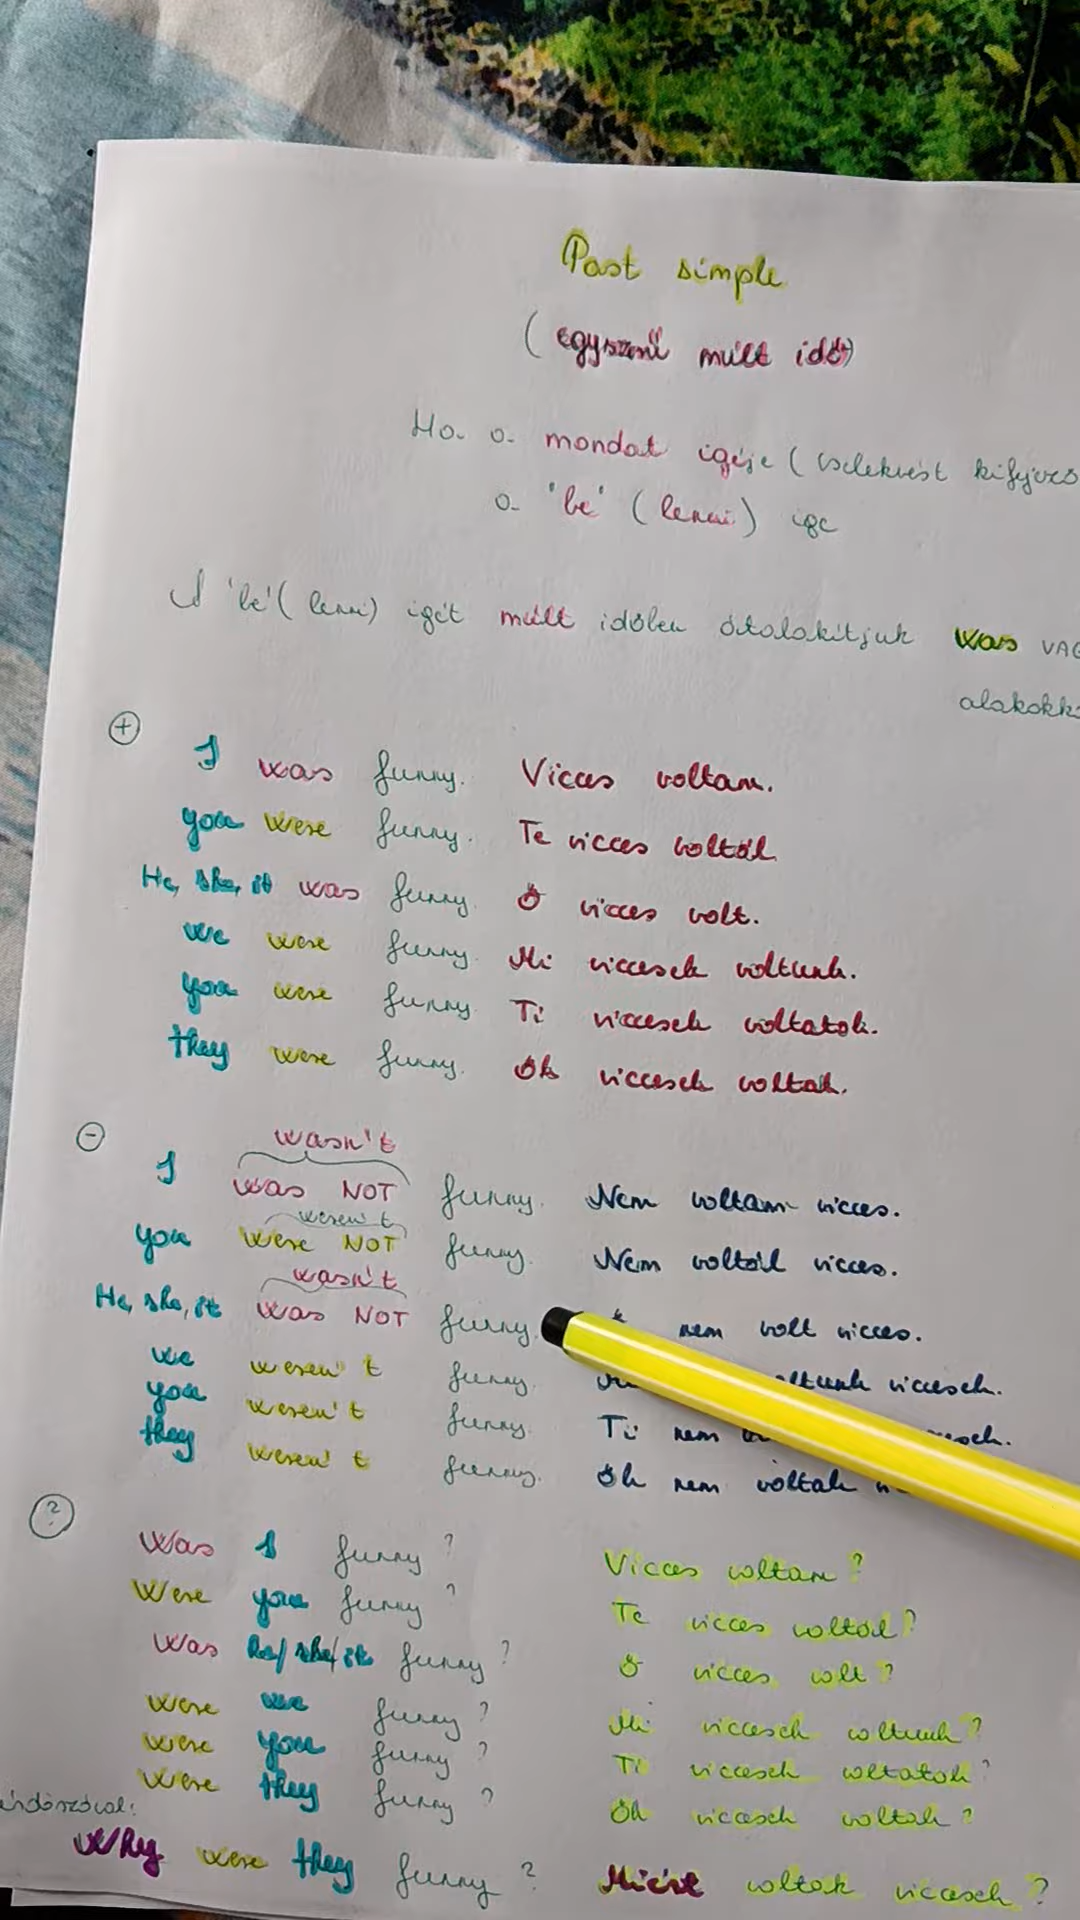 Past simple
(egyszerű múlt idő)
Ha a mondat igéje (cselekvést kifejező
a 'be' (lenni) ige
A 'be' (lenni) igét múlt időben átalakítjuk was VAG
alakokk
+
I was funny. Vicces voltam.
you were funny. Te vicces voltál.
He, she, it was funny. Ő vicces volt.
we were funny. Mi viccesek voltunk.
you were funny. Ti viccesek voltatok.
they were funny. Ők viccesek voltak.
-
wasn't
I was NOT funny. Nem voltam vicces.
weren't
you were NOT funny. Nem voltál vicces.
wasn't
He, she, it was NOT funny. nem volt vicces.
we weren't funny. viccesek.
you weren't funny. Ti nem
they weren't funny. Ők nem voltak
?
Was I funny? Vicces voltam?
Were you funny? Te vicces voltál?
Was he/she/it funny? Ő vicces volt?
were we funny? Mi viccesek voltunk?
were you funny? Ti viccesek voltatok?
were they funny? Ők viccesek voltak?
Why were they funny? Miért voltak viccesek?